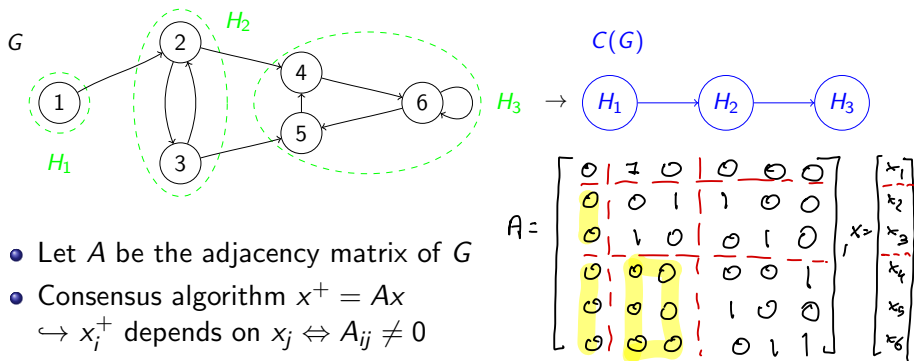 G
H₂
C(G)
2
4
1
6
H₃
→
H₁
H₂
H₃
5
3
H₁
A = [ 0 1 0 0 0 0
0 0 1 1 0 0
0 1 0 0 1 0
0 0 0 0 0 1
0 0 0 1 0 0
0 0 0 0 1 1 ] , x = [ x₁
x₂
x₃
x₄
x₅
x₆ ]
• Let A be the adjacency matrix of G
• Consensus algorithm x⁺ = Ax
↪ xᵢ⁺ depends on xⱼ ⇔ Aᵢⱼ ≠ 0